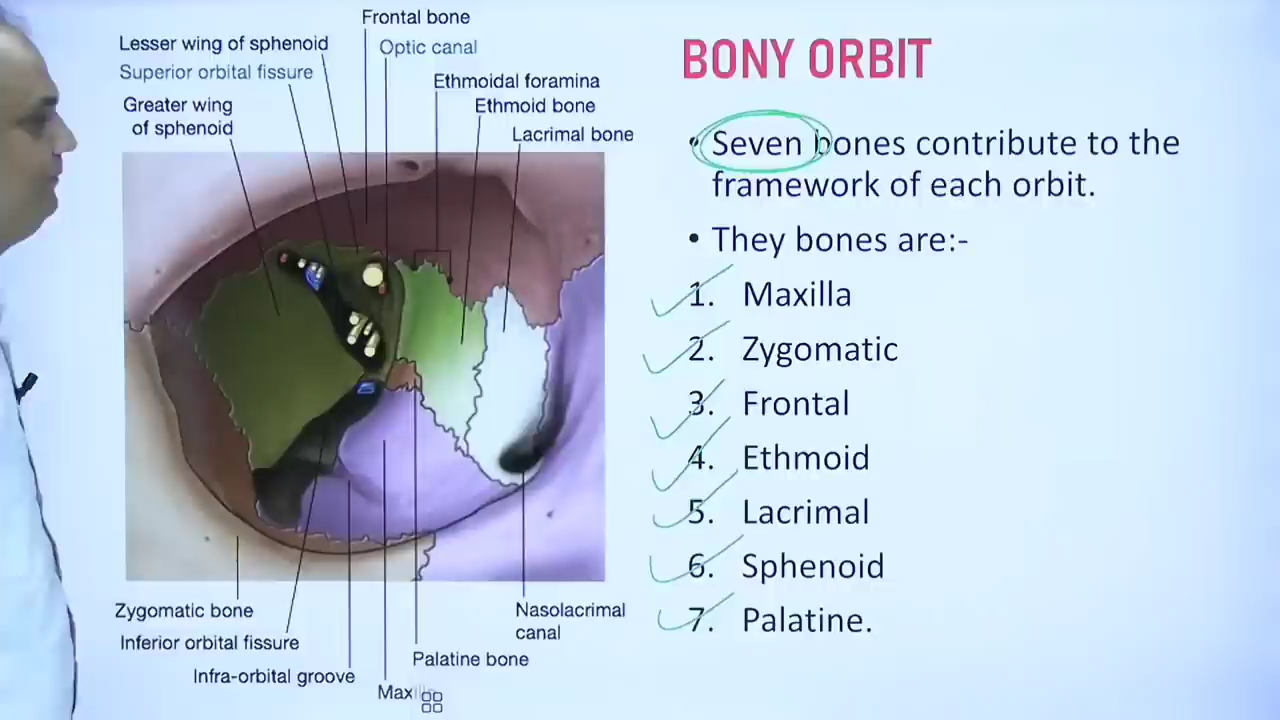 Frontal bone
Lesser wing of sphenoid
Optic canal
Superior orbital fissure
Ethmoidal foramina
Greater wing
of sphenoid
Ethmoid bone
Lacrimal bone
Zygomatic bone
Inferior orbital fissure
Infra-orbital groove
Maxilla
Palatine bone
Nasolacrimal
canal
BONY ORBIT
• Seven bones contribute to the
framework of each orbit.
• They bones are:-
1. Maxilla
2. Zygomatic
3. Frontal
4. Ethmoid
5. Lacrimal
6. Sphenoid
7. Palatine.